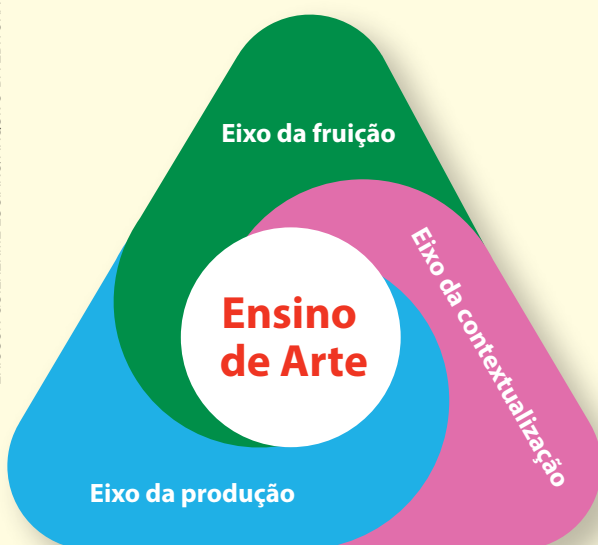 Eixo da fruição
Eixo da contextualização
Ensino
de Arte
Eixo da produção